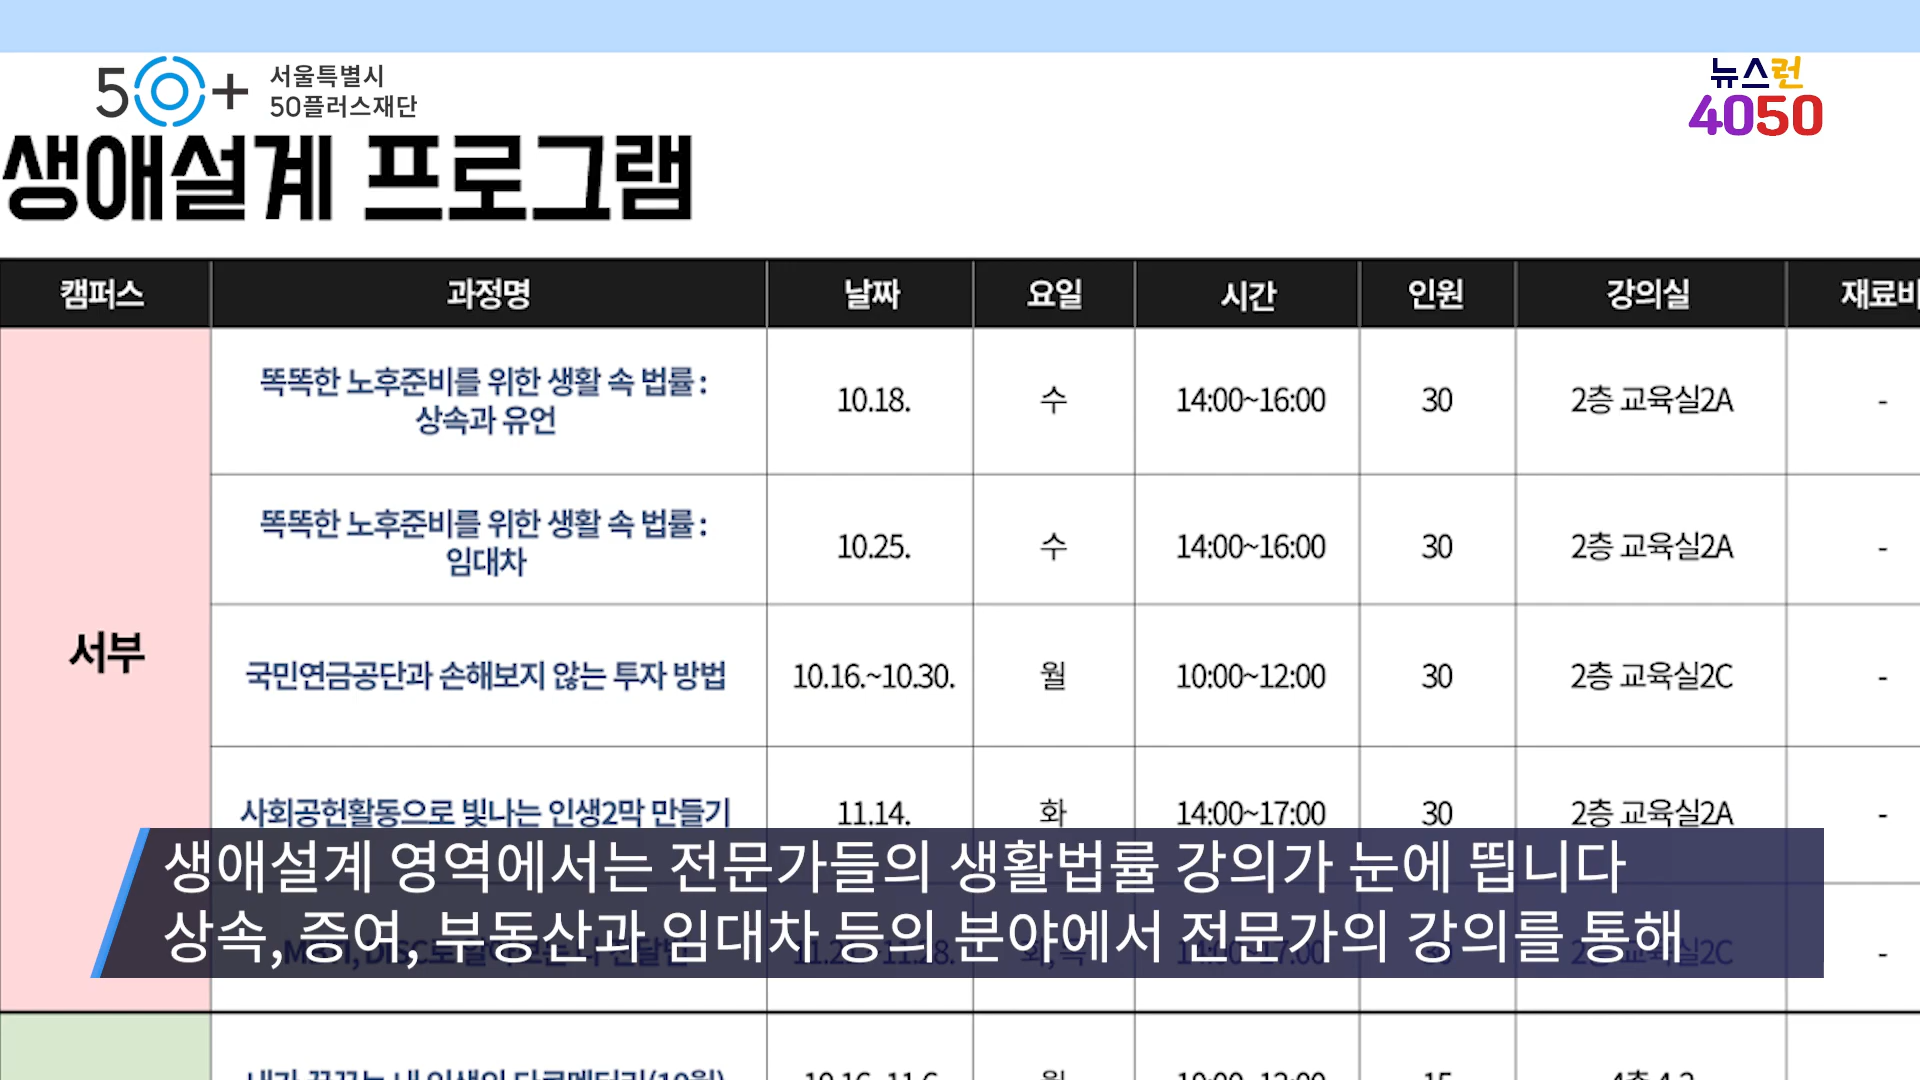 50+ 서울특별시
50플러스재단
뉴스런
4050
생애설계 프로그램
캠퍼스 과정명 날짜 요일 시간 인원 강의실 재료비
서부
똑똑한 노후준비를 위한 생활 속 법률 :
상속과 유언
10.18. 수 14:00~16:00 30 2층 교육실2A -
똑똑한 노후준비를 위한 생활 속 법률 :
임대차
10.25. 수 14:00~16:00 30 2층 교육실2A -
국민연금공단과 손해보지 않는 투자 방법 10.16.~10.30. 월 10:00~12:00 30 2층 교육실2C -
사회공헌활동으로 빛나는 인생2막 만들기 11.14. 화 14:00~17:00 30 2층 교육실2A -
생애설계 영역에서는 전문가들의 생활법률 강의가 눈에 띕니다
상속, 증여, 부동산과 임대차 등의 분야에서 전문가의 강의를 통해
14:00~17:00 30 2층 교육실2C -